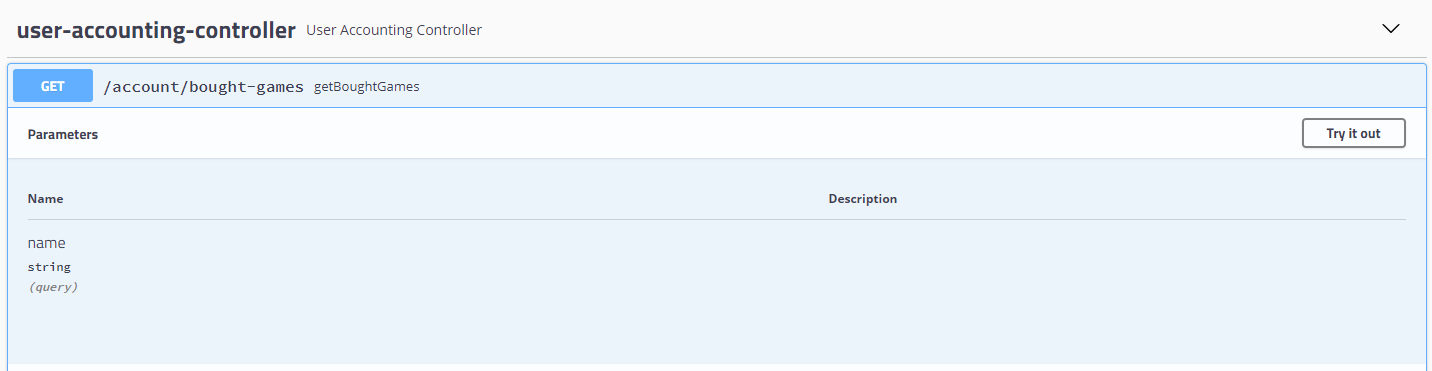 user-accounting-controller User Accounting Controller
GET /account/bought-games getBoughtGames
Parameters Try it out
Name Description
name
string
(query)